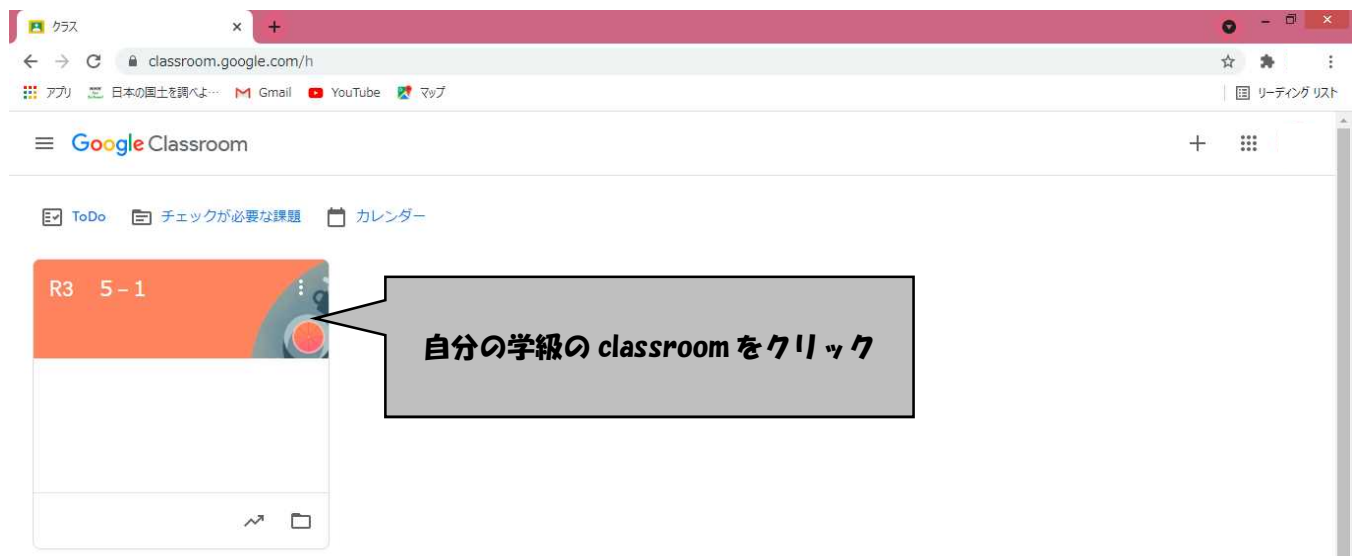 クラス
classroom.google.com/h
アプリ 日本の国土を調べよ… Gmail YouTube マップ リーディング リスト
Google Classroom
ToDo チェックが必要な課題 カレンダー
R3 5−1
自分の学級の classroom をクリック